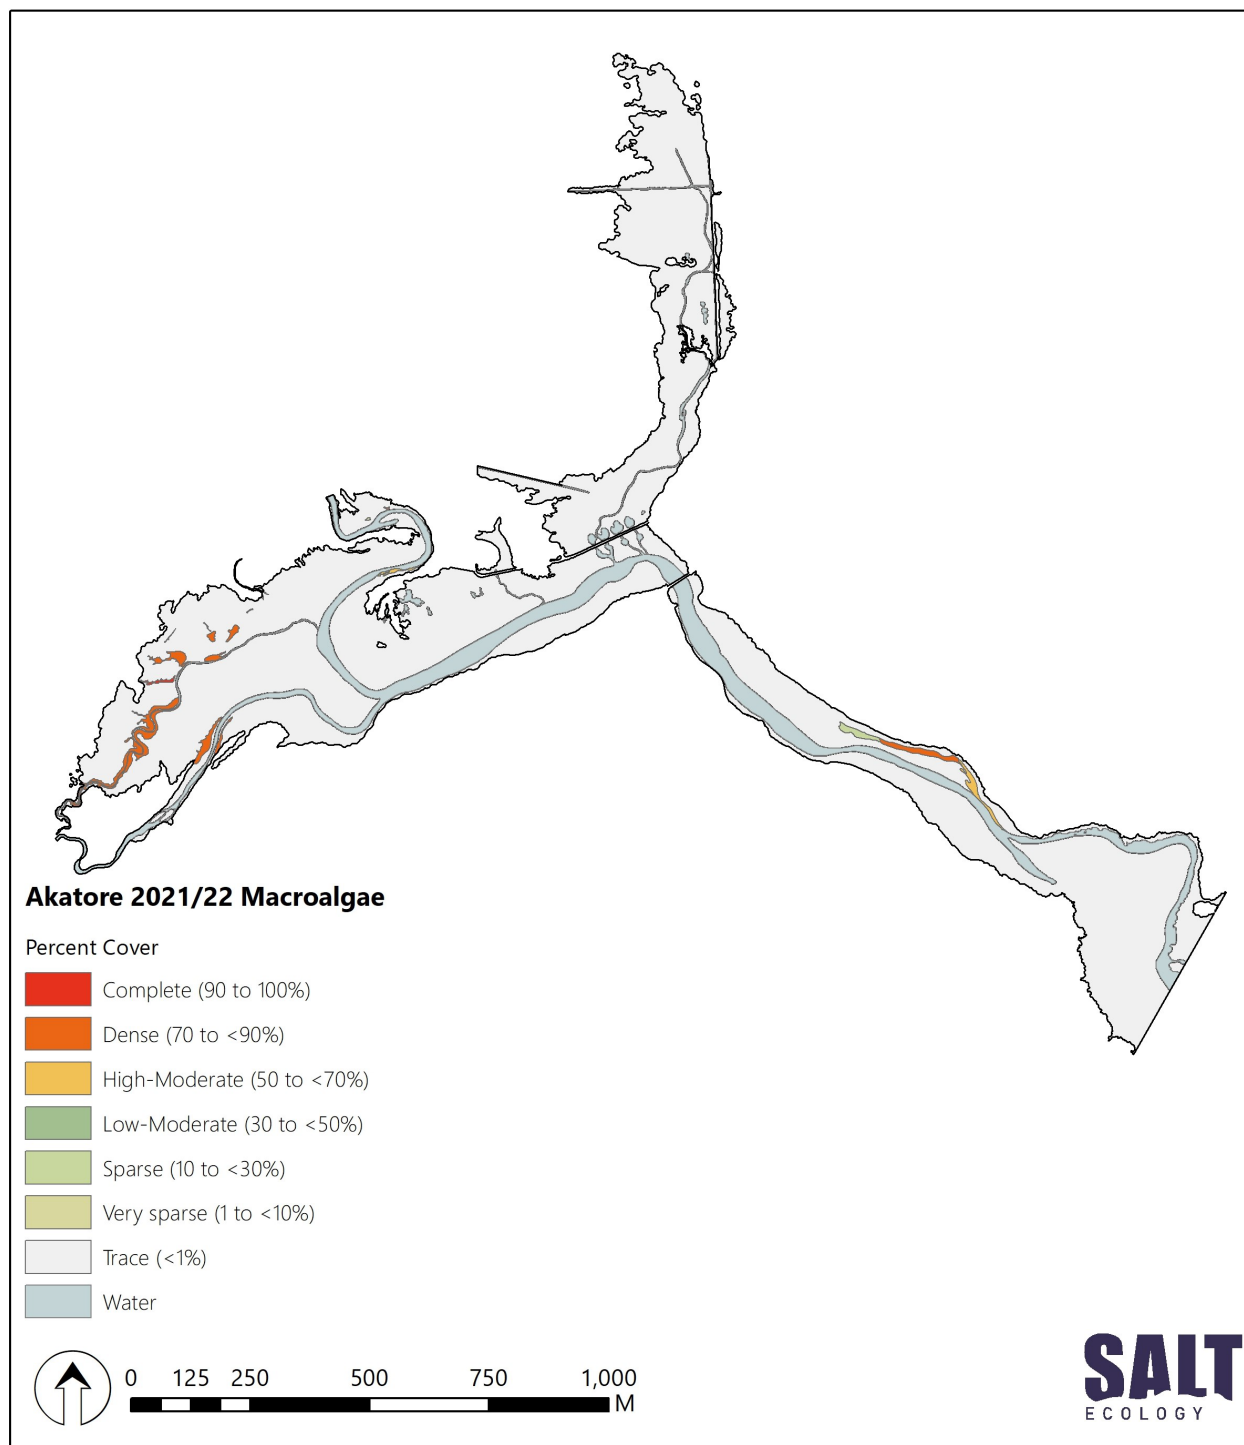 Akatore 2021/22 Macroalgae
Percent Cover
Complete (90 to 100%)
Dense (70 to <90%)
High-Moderate (50 to <70%)
Low-Moderate (30 to <50%)
Sparse (10 to <30%)
Very sparse (1 to <10%)
Trace (<1%)
Water
0 125 250 500 750 1,000
M
SALT
ECOLOGY